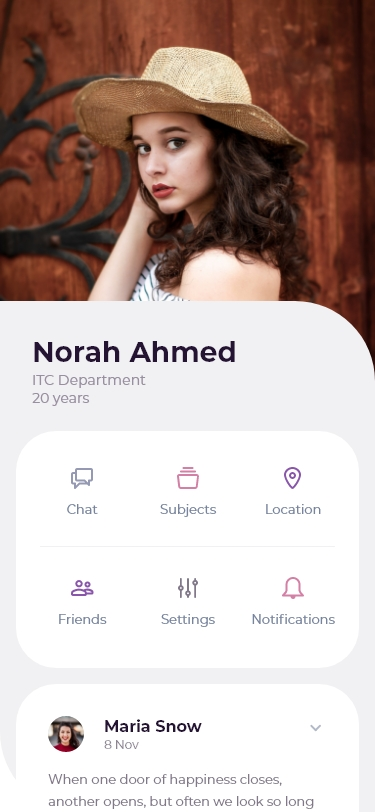 Norah Ahmed
ITC Department
20 years
Chat
Subjects
Location
Friends
Settings
Notifications
Maria Snow
8 Nov
When one door of happiness closes,
another opens, but often we look so long